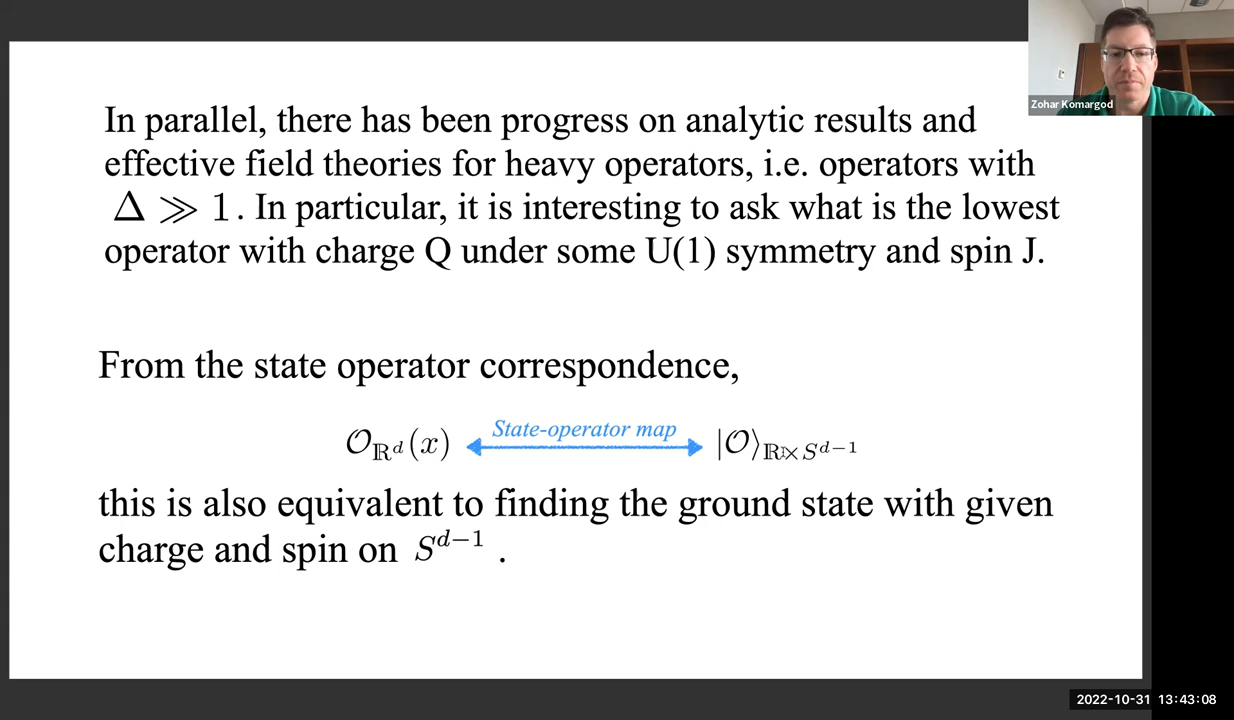 Zohar Komargod
In parallel, there has been progress on analytic results and
effective field theories for heavy operators, i.e. operators with
Δ ≫ 1. In particular, it is interesting to ask what is the lowest
operator with charge Q under some U(1) symmetry and spin J.
From the state operator correspondence,
State-operator map
𝒪_{ℝ^d}(x) ⟷ |𝒪⟩_{ℝ×S^{d−1}}
this is also equivalent to finding the ground state with given
charge and spin on S^{d−1} .
2022-10-31 13:43:08